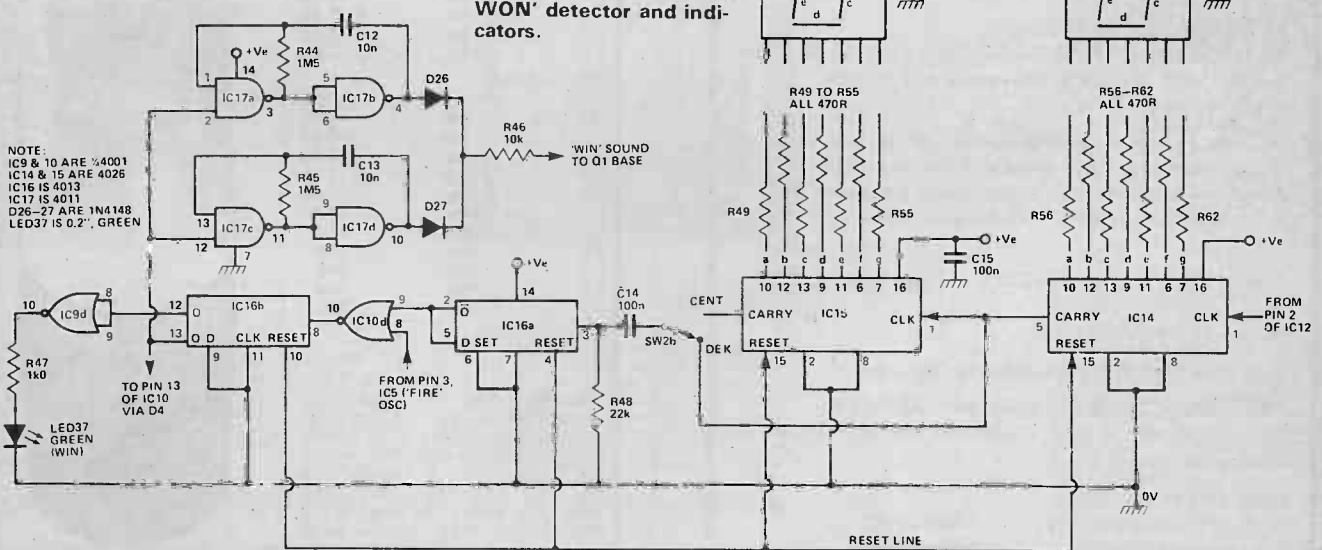 WON' detector and indi-
cators.
e
d
c
e
d
c
C12
10n
+Ve
14
R44
1M5
1
2
IC17a
3
5
6
IC17b
4
D26
R46
10k
'WIN' SOUND
TO Q1 BASE
NOTE:
IC9 & 10 ARE ¼4001
IC14 & 15 ARE 4026
IC16 IS 4013
IC17 IS 4011
D26–27 ARE 1N4148
LED37 IS 0.2", GREEN
C13
10n
R45
1M5
13
12
IC17c
7
11
9
8
IC17d
10
D27
R49 TO R55
ALL 470R
R49
R55
a b c d e f g
10 12 13 9 11 6 7 16
+Ve
C15
100n
R56–R62
ALL 470R
R56
R62
a b c d e f g
10 12 13 9 11 6 7 16
+Ve
10
IC9d
8
9
12
13
O
O D
IC16b
CLK
RESET
9
11
10
8
10
IC10d
9
8
+Ve
14
2
5
O
IC16a
D SET
RESET
6
7
4
3
C14
100n
SW2b
CENT
DEK
CARRY
IC15
CLK
1
RESET
15
2
8
5
CARRY
IC14
CLK
1
RESET
15
2
8
FROM
PIN 2
OF IC12
R47
1k0
TO PIN 13
OF IC10
VIA D4
FROM PIN 3,
IC5 ('FIRE'
OSC)
R48
22k
LED37
GREEN
(WIN)
0V
RESET LINE